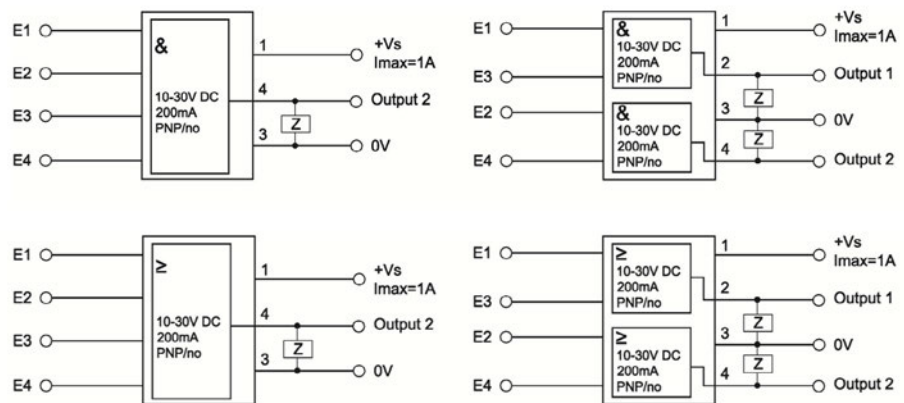 E1
E2
E3
E4
&
10-30V DC
200mA
PNP/no
1
4
3
Z
+Vs
Imax=1A
Output 2
0V
E1
E3
E2
E4
&
10-30V DC
200mA
PNP/no
&
10-30V DC
200mA
PNP/no
1
2
3
4
Z
Z
+Vs
Imax=1A
Output 1
0V
Output 2
E1
E2
E3
E4
≥
10-30V DC
200mA
PNP/no
1
4
3
Z
+Vs
Imax=1A
Output 2
0V
E1
E3
E2
E4
≥
10-30V DC
200mA
PNP/no
≥
10-30V DC
200mA
PNP/no
1
2
3
4
Z
Z
+Vs
Imax=1A
Output 1
0V
Output 2